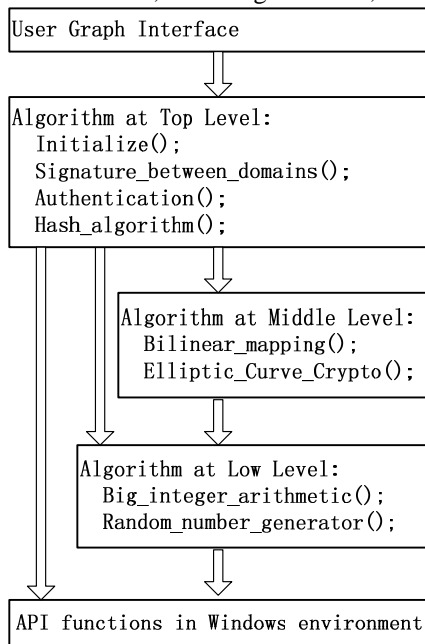 User Graph Interface
Algorithm at Top Level:
Initialize();
Signature_between_domains();
Authentication();
Hash_algorithm();
Algorithm at Middle Level:
Bilinear_mapping();
Elliptic_Curve_Crypto();
Algorithm at Low Level:
Big_integer_arithmetic();
Random_number_generator();
API functions in Windows environment